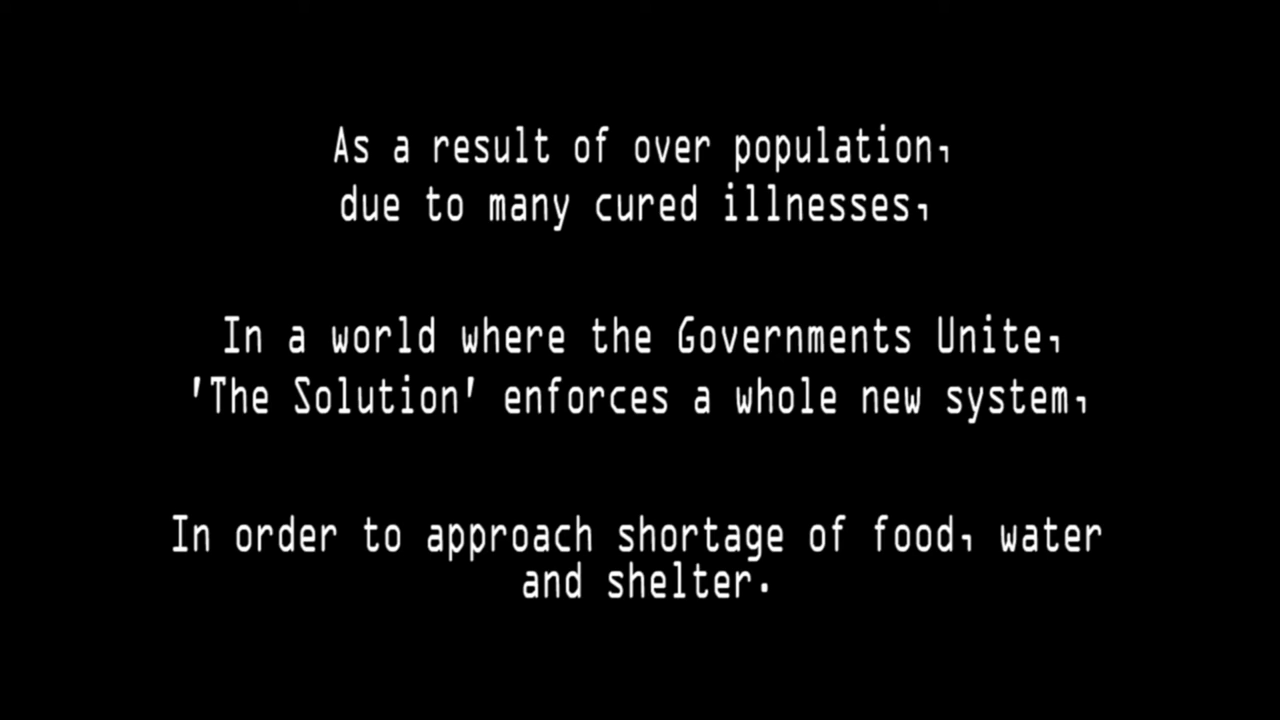 As a result of over population,
due to many cured illnesses,
In a world where the Governments Unite,
'The Solution' enforces a whole new system,
In order to approach shortage of food, water
and shelter.